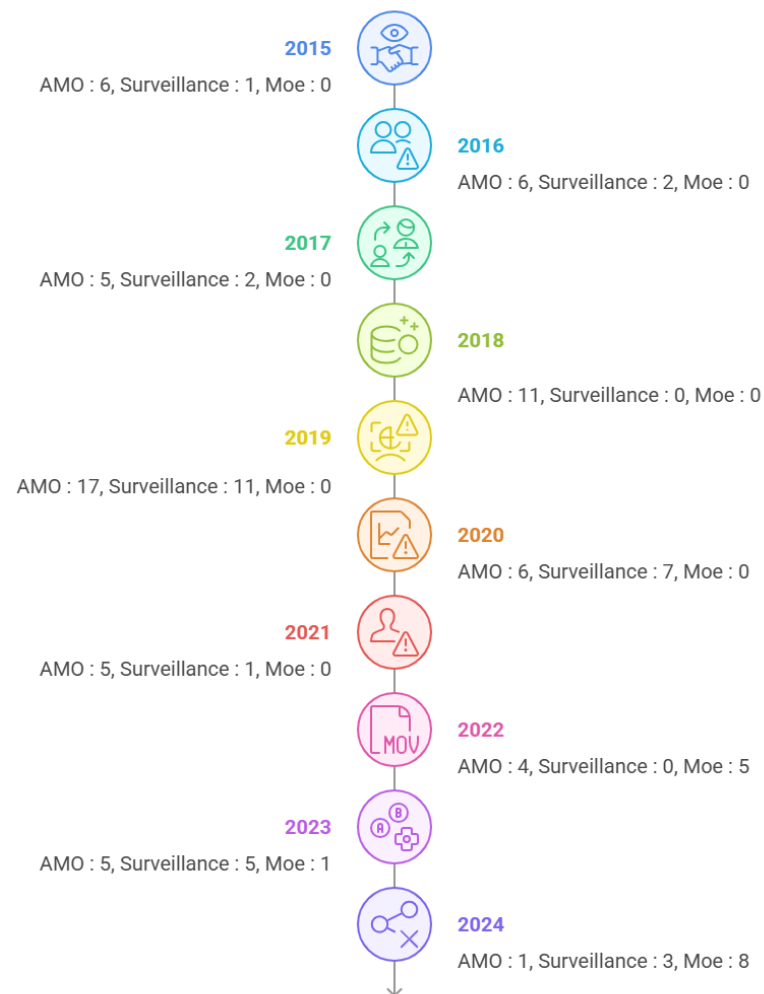 2015
AMO : 6, Surveillance : 1, Moe : 0
2016
AMO : 6, Surveillance : 2, Moe : 0
2017
AMO : 5, Surveillance : 2, Moe : 0
2018
AMO : 11, Surveillance : 0, Moe : 0
2019
AMO : 17, Surveillance : 11, Moe : 0
2020
AMO : 6, Surveillance : 7, Moe : 0
2021
AMO : 5, Surveillance : 1, Moe : 0
MOV
2022
AMO : 4, Surveillance : 0, Moe : 5
B
A
2023
AMO : 5, Surveillance : 5, Moe : 1
2024
AMO : 1, Surveillance : 3, Moe : 8